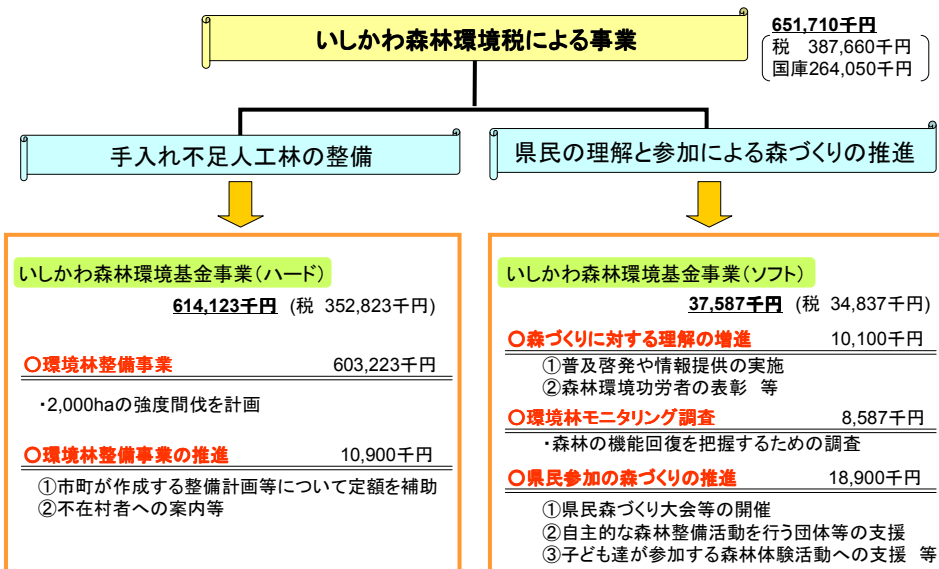 いしかわ森林環境税による事業
651,710千円
税 387,660千円
国庫264,050千円
手入れ不足人工林の整備
県民の理解と参加による森づくりの推進
いしかわ森林環境基金事業(ハード)
614,123千円 (税 352,823千円)
〇環境林整備事業 603,223千円
・2,000haの強度間伐を計画
〇環境林整備事業の推進 10,900千円
①市町が作成する整備計画等について定額を補助
②不在村者への案内等
いしかわ森林環境基金事業(ソフト)
37,587千円 (税 34,837千円)
〇森づくりに対する理解の増進 10,100千円
①普及啓発や情報提供の実施
②森林環境功労者の表彰 等
〇環境林モニタリング調査 8,587千円
・森林の機能回復を把握するための調査
〇県民参加の森づくりの推進 18,900千円
①県民森づくり大会等の開催
②自主的な森林整備活動を行う団体等の支援
③子ども達が参加する森林体験活動への支援 等